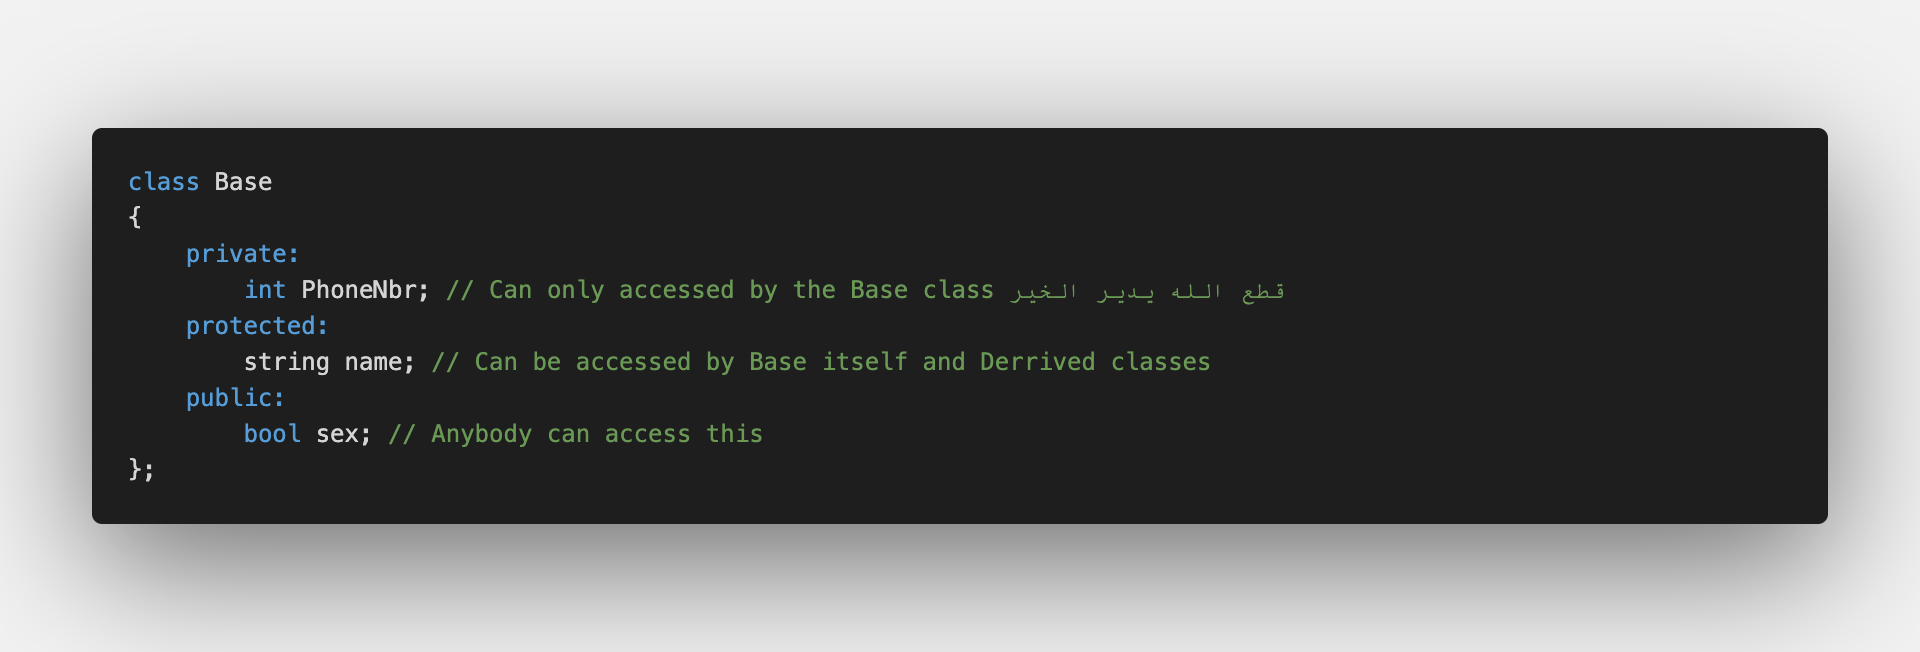 class Base
{
    private:
        int PhoneNbr; // Can only accessed by the Base class قطع الله يدير الخير
    protected:
        string name; // Can be accessed by Base itself and Derrived classes
    public:
        bool sex; // Anybody can access this
};